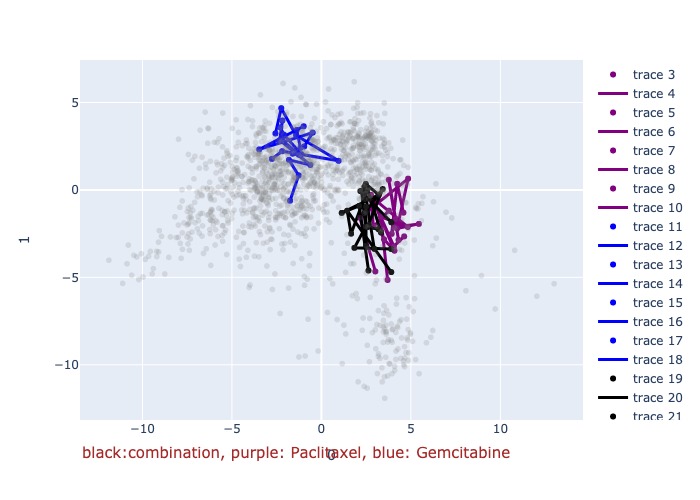 5
0
−5
−10
−10
−5
0
5
10
1
0
black:combination, purple: Paclitaxel, blue: Gemcitabine
trace 3
trace 4
trace 5
trace 6
trace 7
trace 8
trace 9
trace 10
trace 11
trace 12
trace 13
trace 14
trace 15
trace 16
trace 17
trace 18
trace 19
trace 20
trace 21